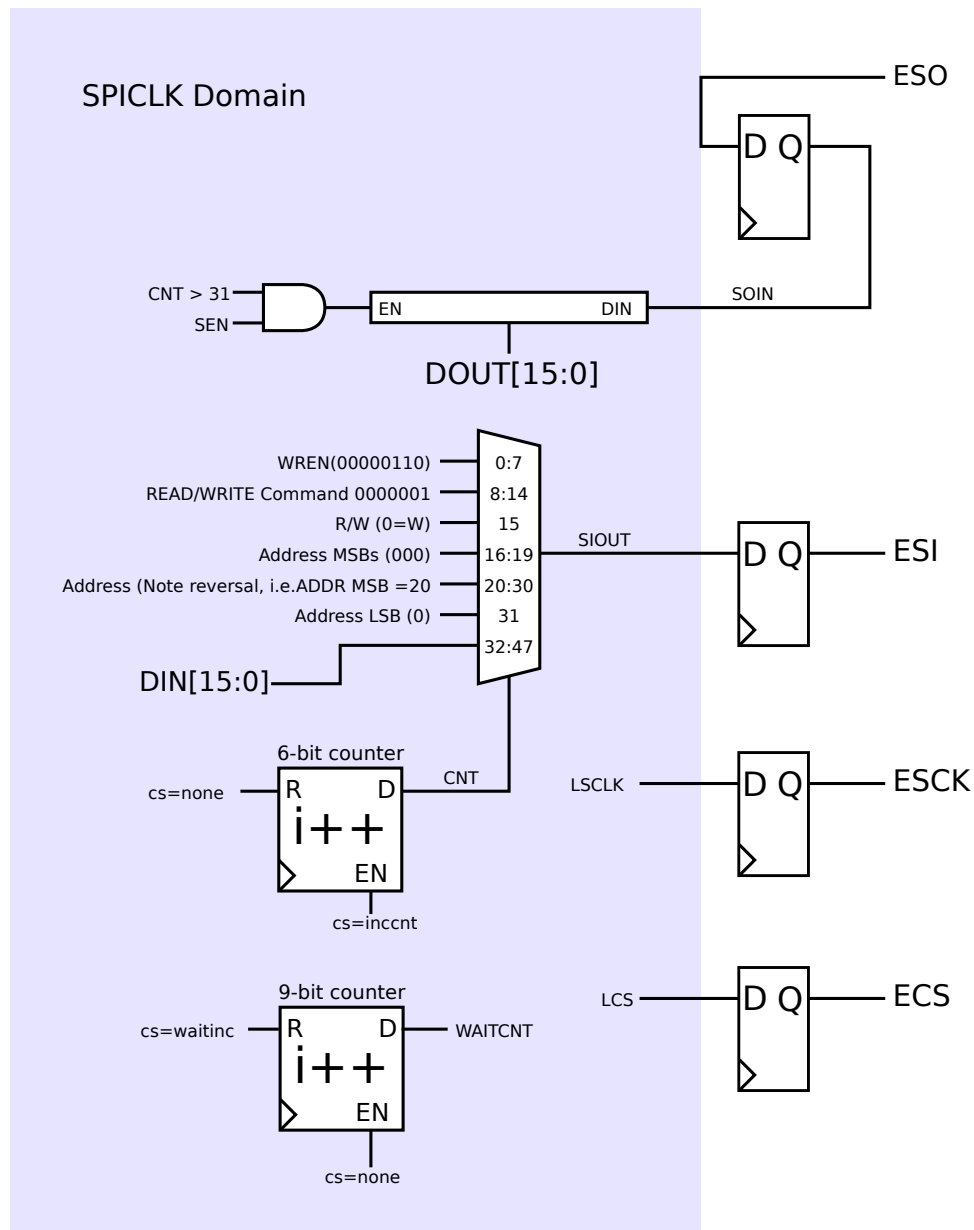 ESO
SPICLK Domain
D Q
CNT > 31
SEN
EN
DIN
SOIN
DOUT[15:0]
WREN(00000110)
0:7
READ/WRITE Command 0000001
8:14
R/W (0=W)
15
SIOUT
D Q
ESI
Address MSBs (000)
16:19
Address (Note reversal, i.e.ADDR MSB =20
20:30
Address LSB (0)
31
32:47
DIN[15:0]
6-bit counter
cs=none
R
D
CNT
i++
EN
cs=inccnt
LSCLK
D Q
ESCK
9-bit counter
cs=waitinc
R
D
WAITCNT
i++
EN
cs=none
LCS
D Q
ECS